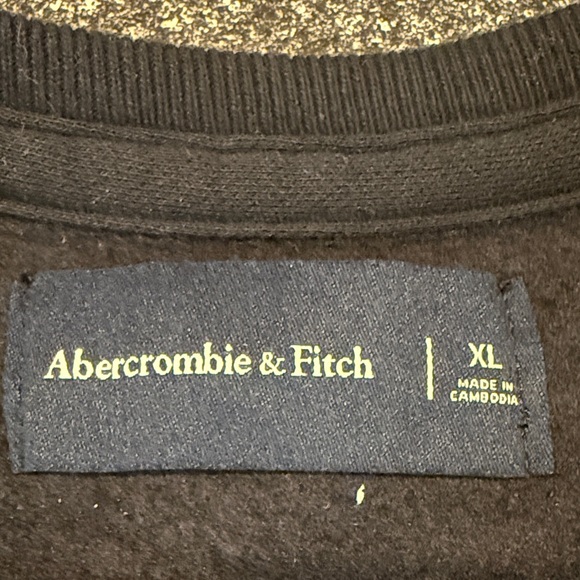 Abercrombie & Fitch
XL
MADE IN
CAMBODIA